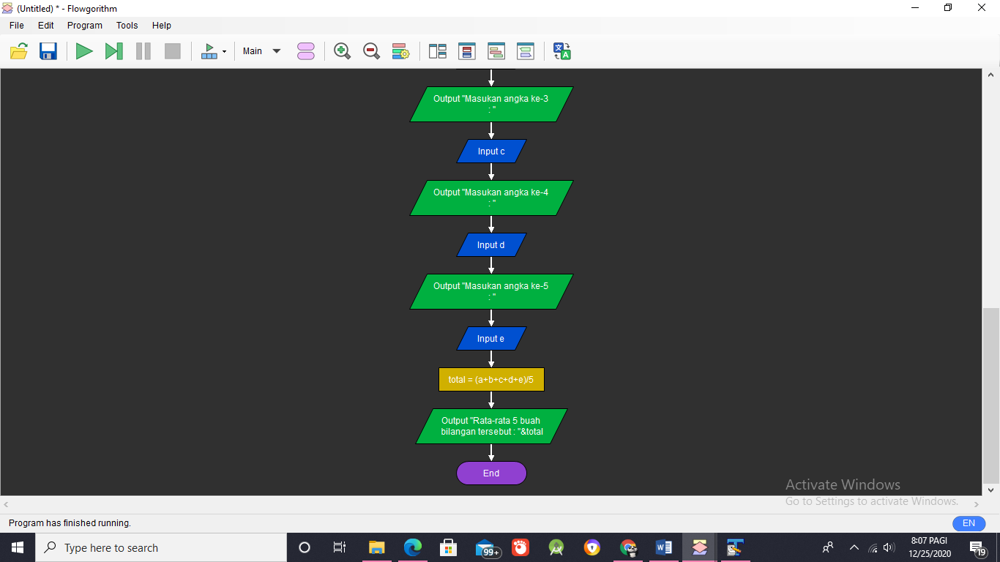 (Untitled) * - Flowgorithm
File Edit Program Tools Help
Main
Output "Masukan angka ke-3
: "
Input c
Output "Masukan angka ke-4
: "
Input d
Output "Masukan angka ke-5
: "
Input e
total = (a+b+c+d+e)/5
Output "Rata-rata 5 buah
bilangan tersebut : "&total
End
Activate Windows
Go to Settings to activate Windows.
Program has finished running.
EN
Type here to search
99+
8:07 PAGI
12/25/2020
19